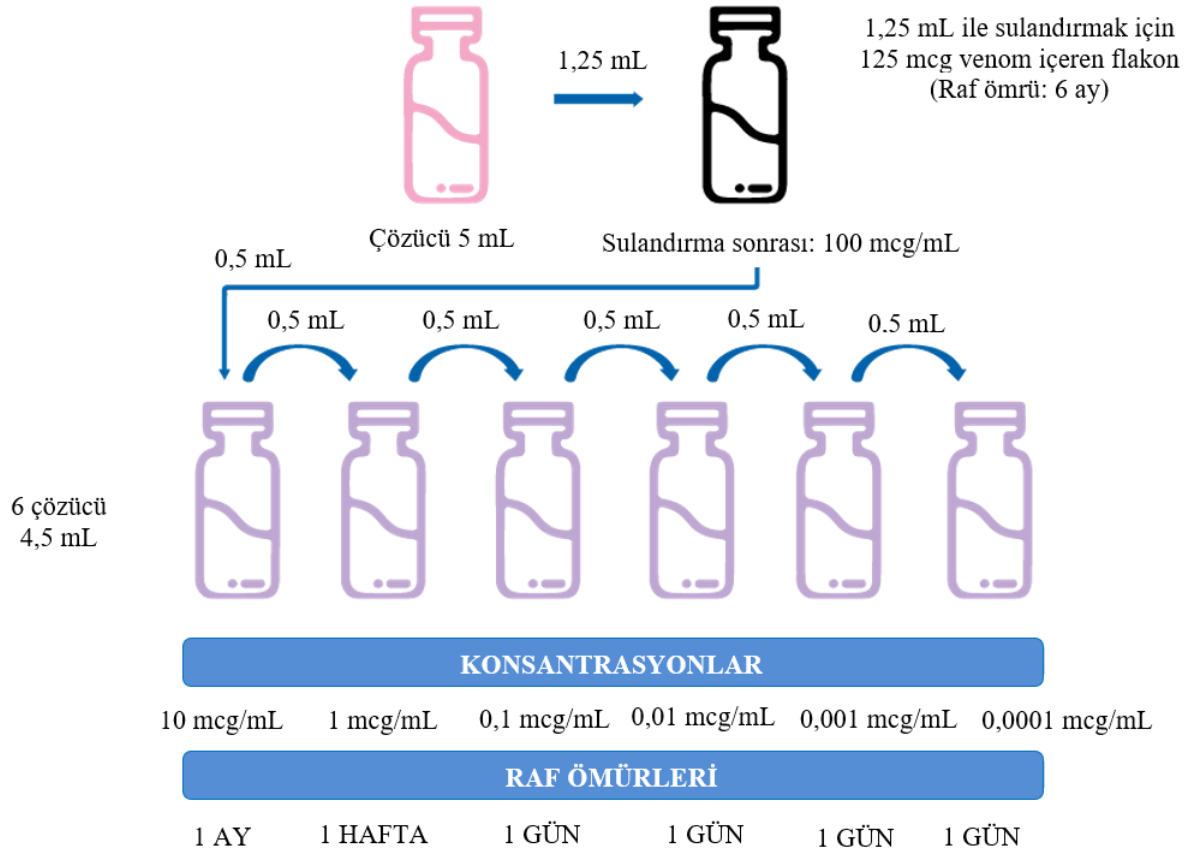 1,25 mL ile sulandırmak için
125 mcg venom içeren flakon
(Raf ömrü: 6 ay)
1,25 mL
Çözücü 5 mL
Sulandırma sonrası: 100 mcg/mL
0,5 mL
0,5 mL
0,5 mL
0,5 mL
0,5 mL
0.5 mL
6 çözücü
4,5 mL
KONSANTRASYONLAR
10 mcg/mL 1 mcg/mL 0,1 mcg/mL 0,01 mcg/mL 0,001 mcg/mL 0,0001 mcg/mL
RAF ÖMÜRLERİ
1 AY 1 HAFTA 1 GÜN 1 GÜN 1 GÜN 1 GÜN